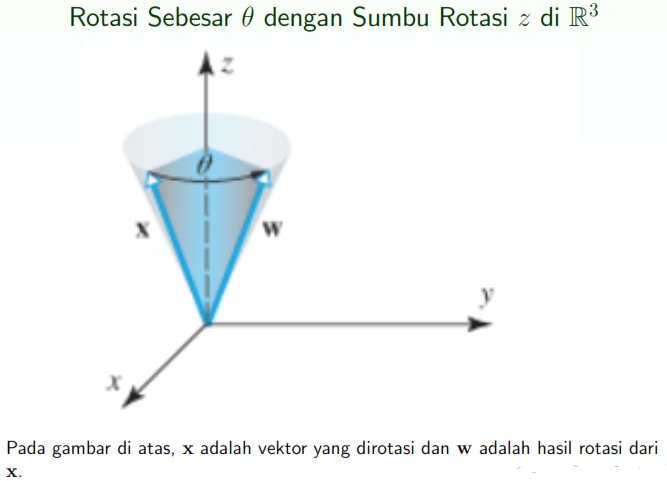 Rotasi Sebesar θ dengan Sumbu Rotasi z di ℝ³
z
θ
x
w
y
x
Pada gambar di atas, x adalah vektor yang dirotasi dan w adalah hasil rotasi dari
x.